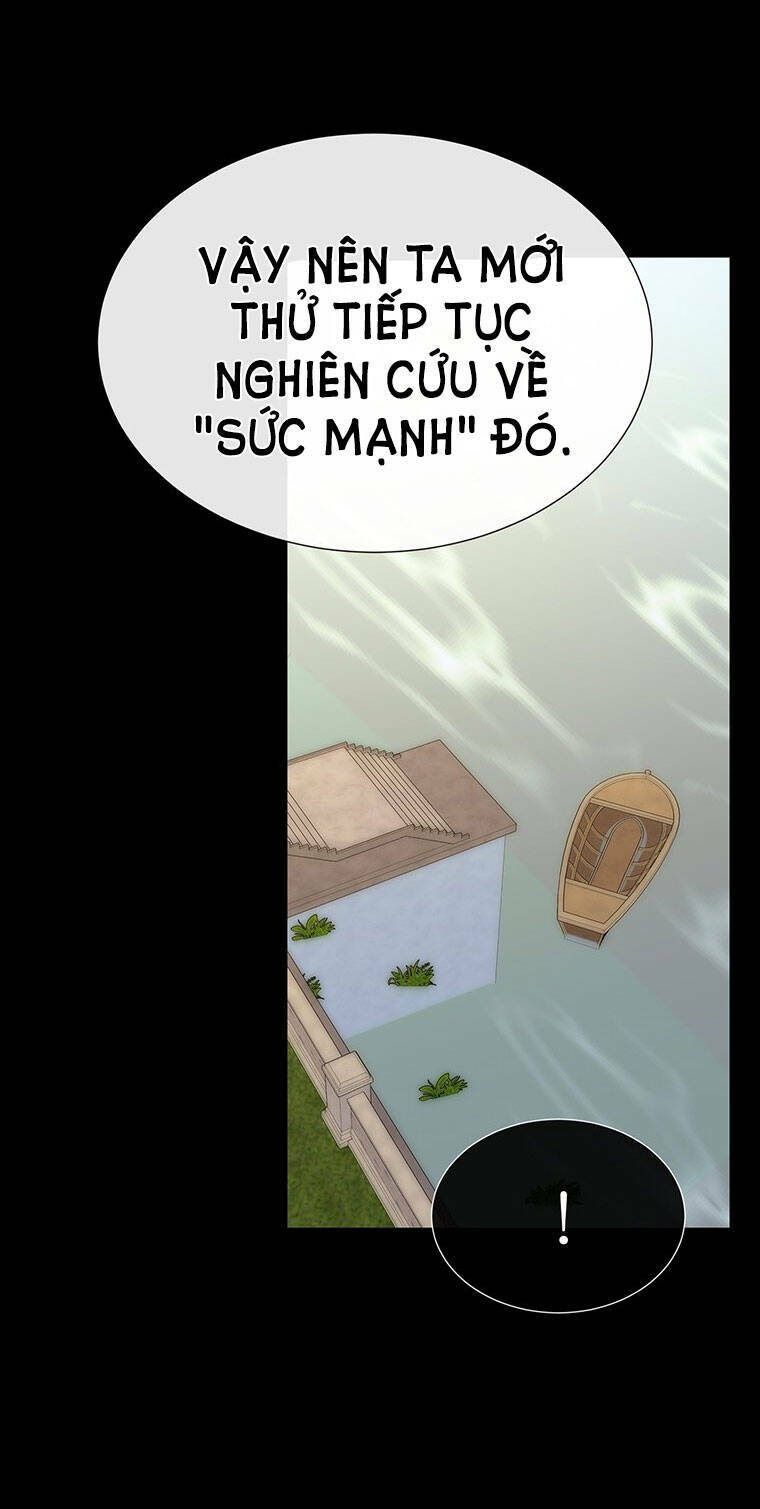 VẬY NÊN TA MỚI
THỬ TIẾP TỤC
NGHIÊN CỨU VỀ
"SỨC MẠNH" ĐÓ.
!